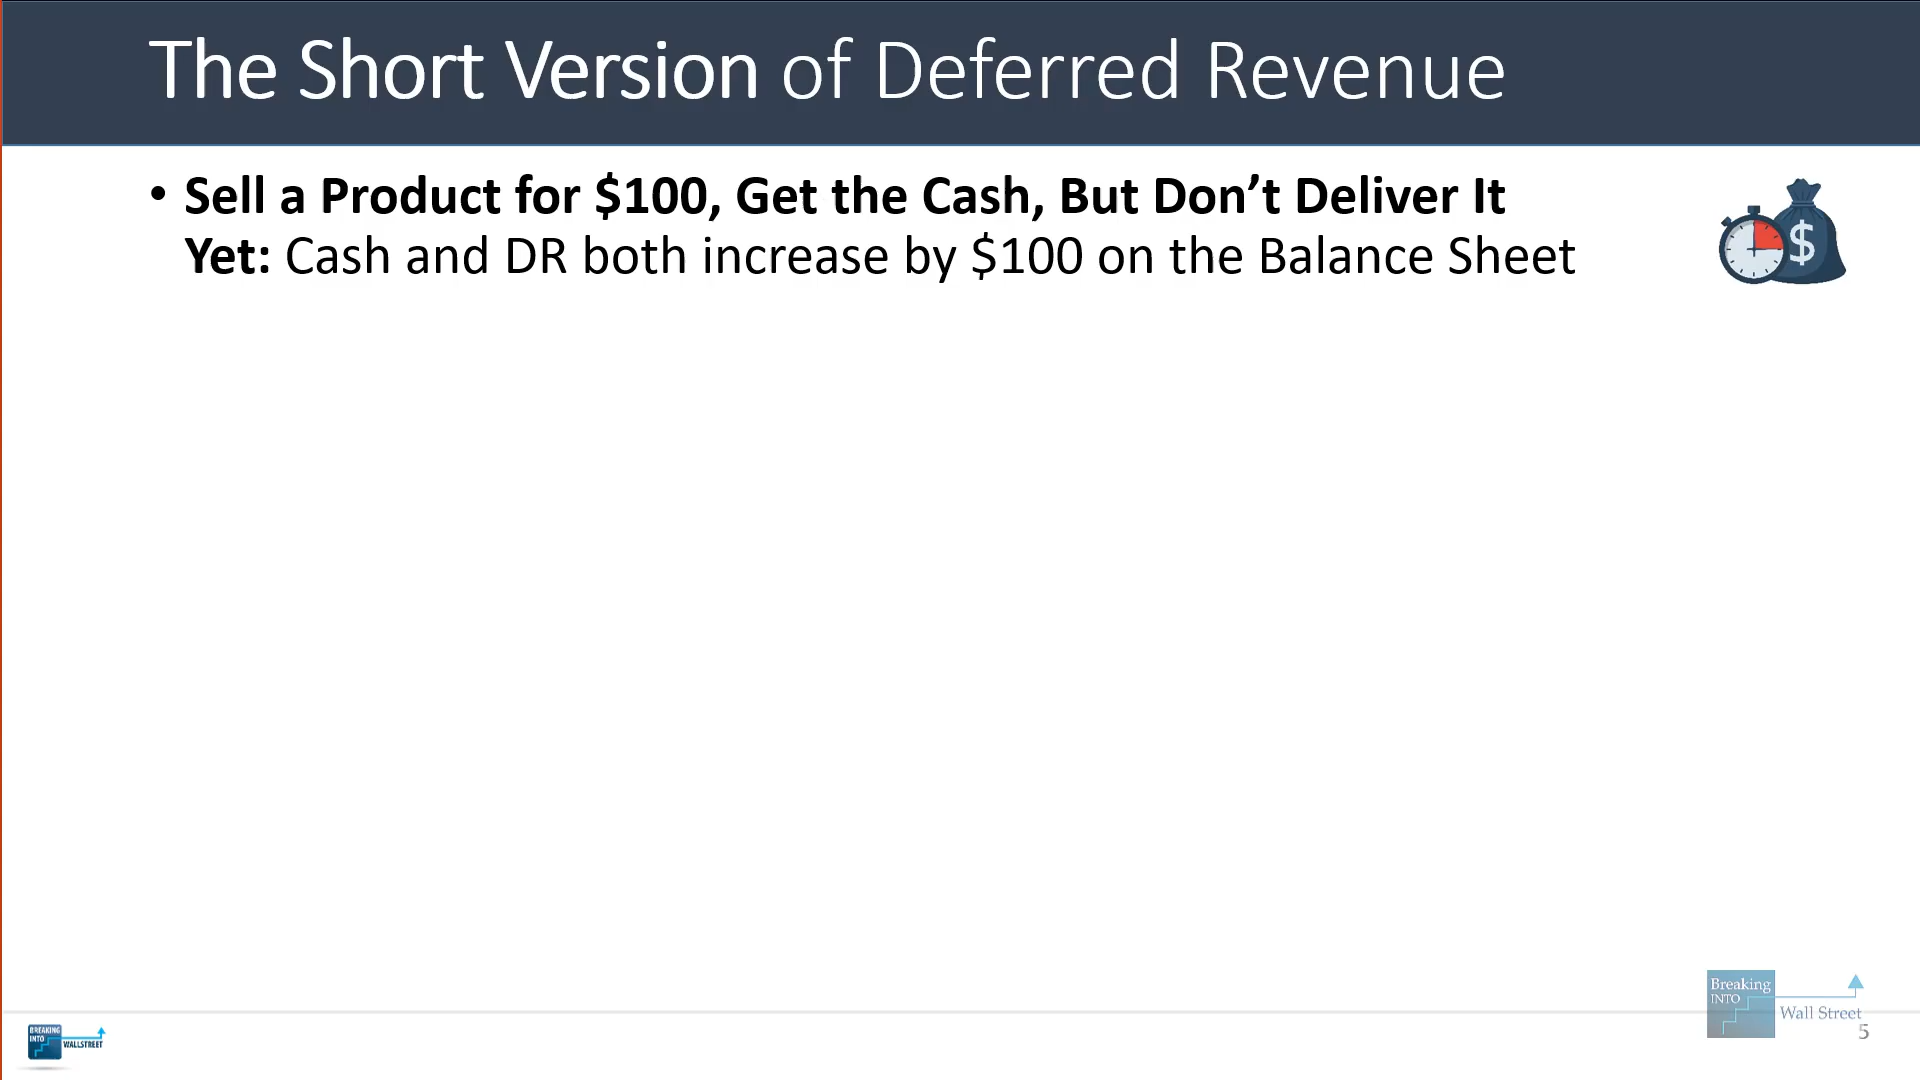 The Short Version of Deferred Revenue
• Sell a Product for $100, Get the Cash, But Don’t Deliver It
Yet: Cash and DR both increase by $100 on the Balance Sheet
$
Breaking
INTO
Wall Street
5
BREAKING
INTO
WALLSTREET